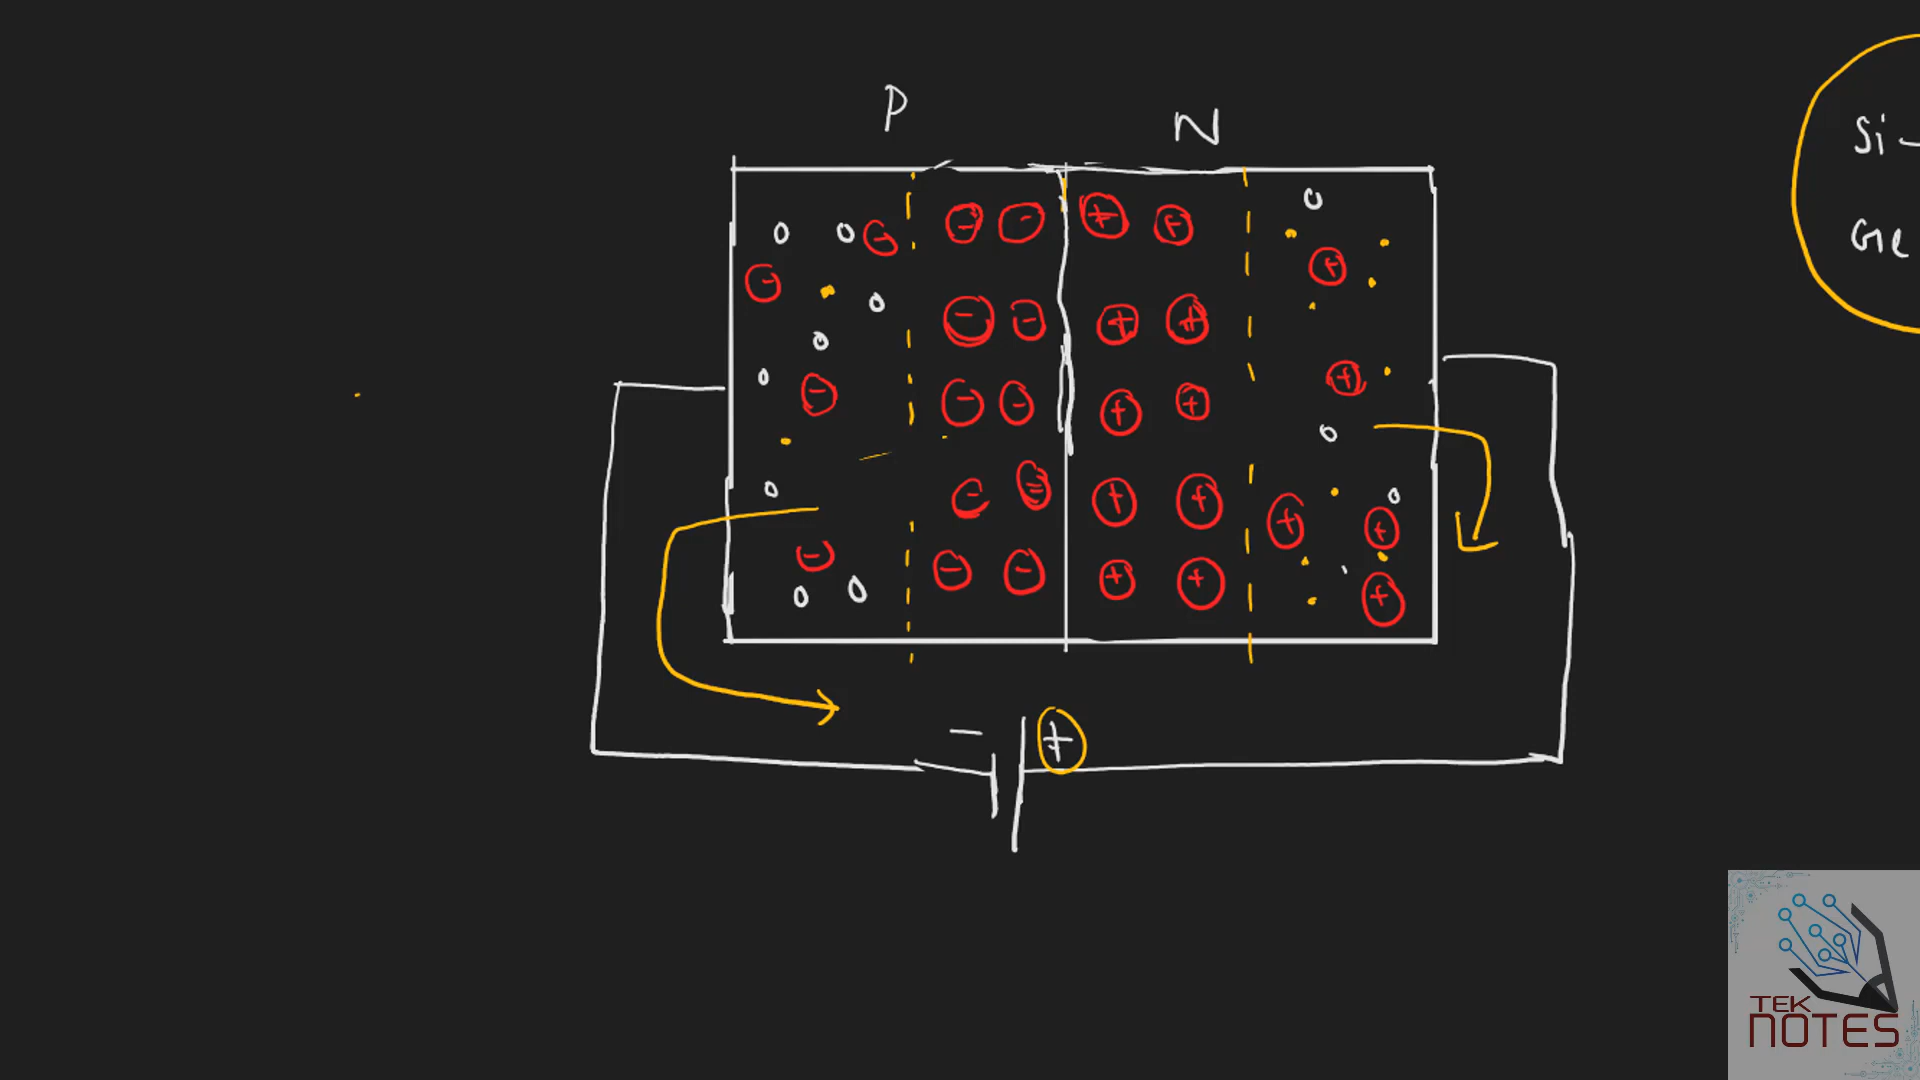 P N
Si-
Ge
- +
TEK
NOTES